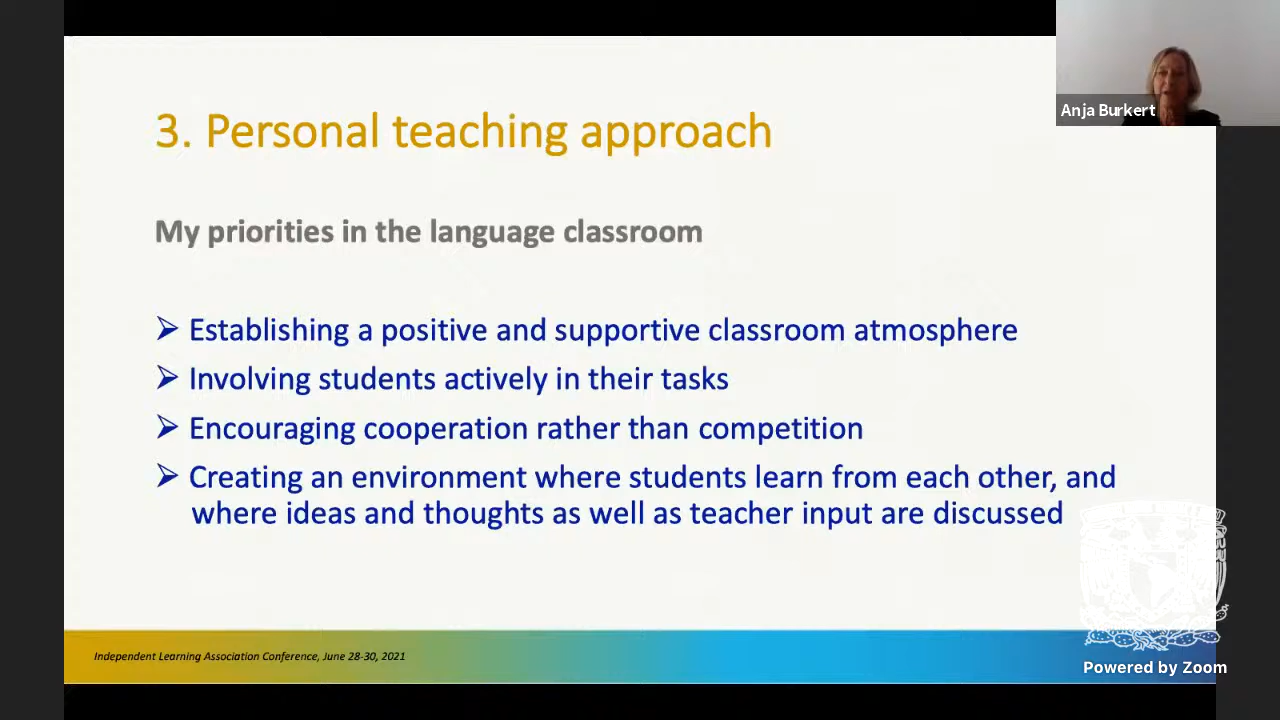 Anja Burkert
3. Personal teaching approach
My priorities in the language classroom
➢ Establishing a positive and supportive classroom atmosphere
➢ Involving students actively in their tasks
➢ Encouraging cooperation rather than competition
➢ Creating an environment where students learn from each other, and
where ideas and thoughts as well as teacher input are discussed
Independent Learning Association Conference, June 28-30, 2021
Powered by Zoom